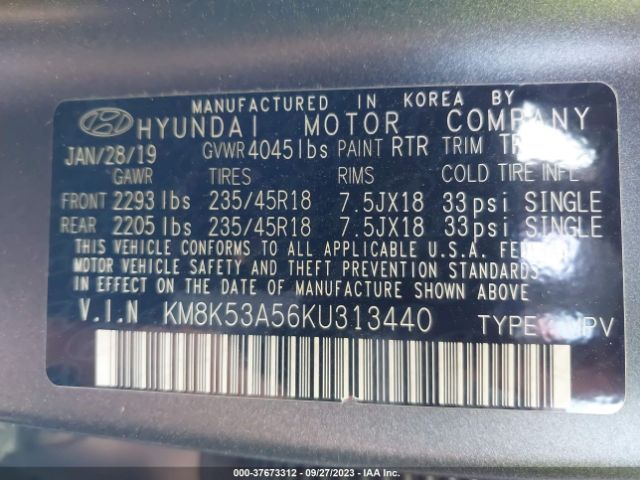 MANUFACTURED IN KOREA BY
HYUNDAI MOTOR COMPANY
JAN/28/19 GVWR 4045 lbs PAINT RTR TRIM
GAWR TIRES RIMS COLD TIRE INFL
FRONT 2293 lbs 235/45R18 7.5JX18 33 psi SINGLE
REAR 2205 lbs 235/45R18 7.5JX18 33 psi SINGLE
THIS VEHICLE CONFORMS TO ALL APPLICABLE U.S.A.
MOTOR VEHICLE SAFETY AND THEFT PREVENTION STANDARDS
IN EFFECT ON THE DATE OF MANUFACTURE SHOWN ABOVE
V.I.N KM8K53A56KU313440 TYPE
000-37673312 - 09/27/2023 - IAA Inc.